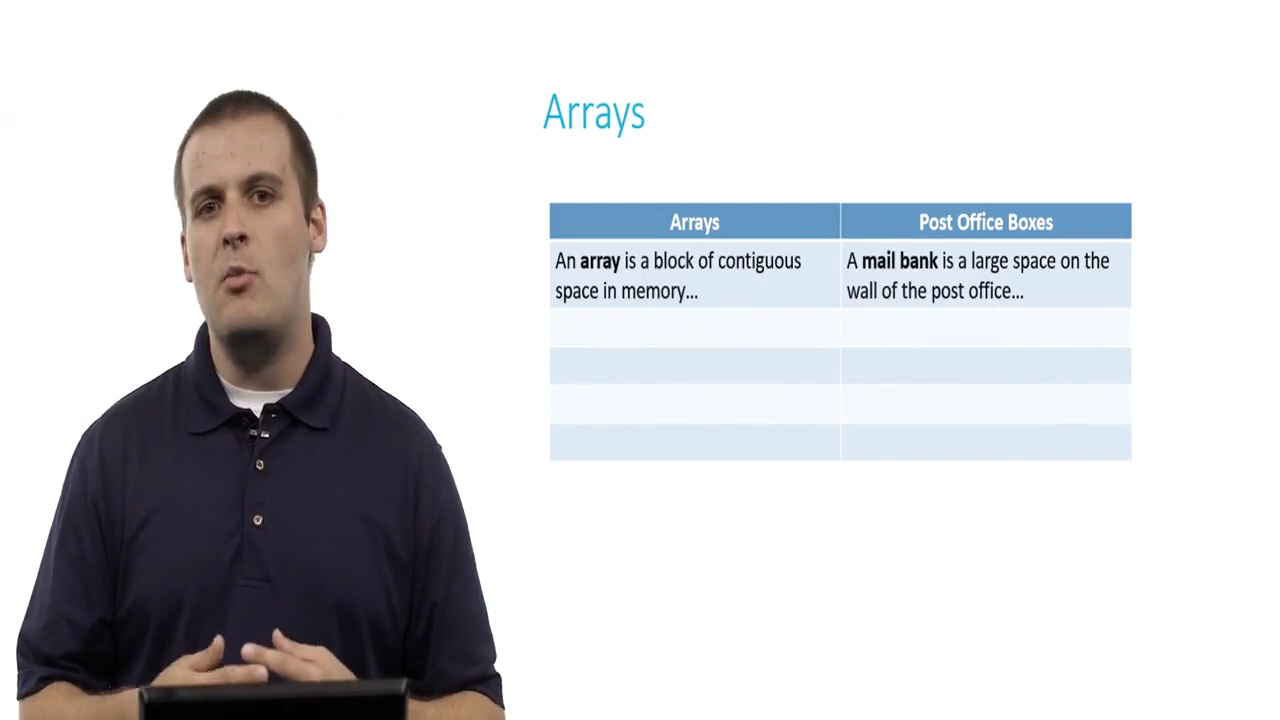 Arrays
Arrays
Post Office Boxes
An array is a block of contiguous
space in memory...
A mail bank is a large space on the
wall of the post office...